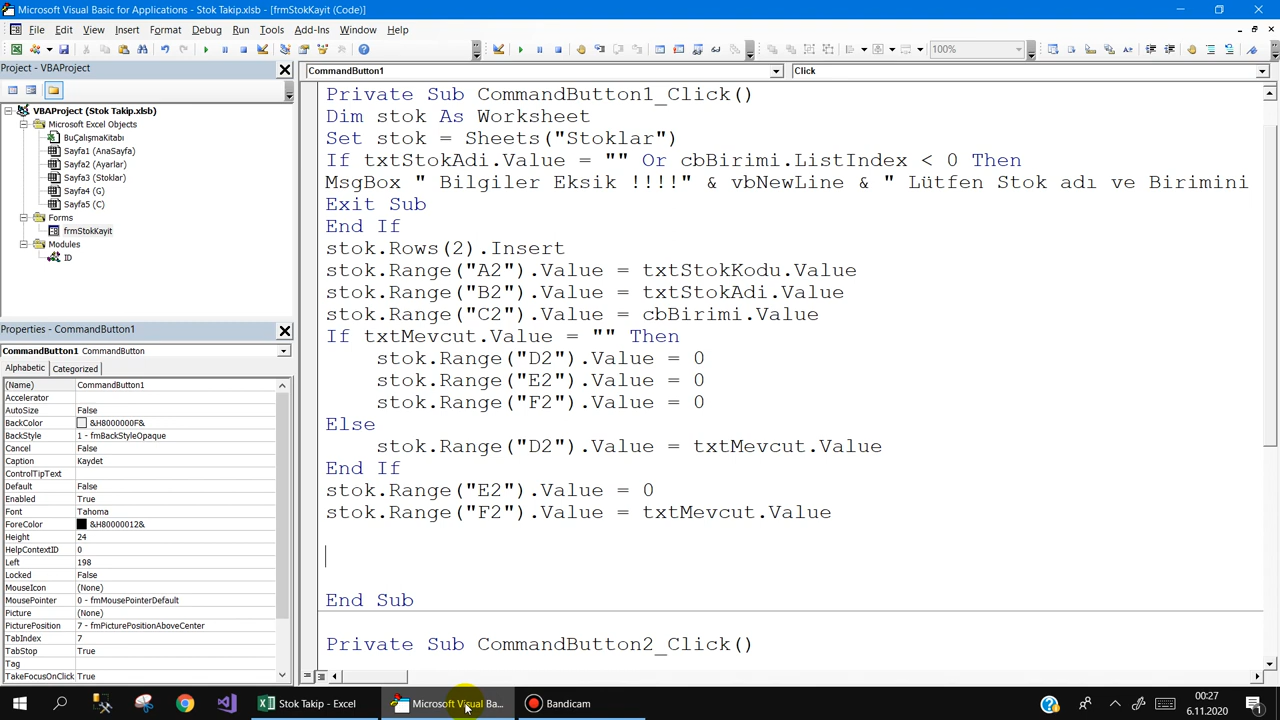 Microsoft Visual Basic for Applications - Stok Takip.xlsb - [frmStokKayit (Code)]
File Edit View Insert Format Debug Run Tools Add-Ins Window Help
100%
Project - VBAProject
VBAProject (Stok Takip.xlsb)
Microsoft Excel Objects
BuÇalışmaKitabı
Sayfa1 (AnaSayfa)
Sayfa2 (Ayarlar)
Sayfa3 (Stoklar)
Sayfa4 (G)
Sayfa5 (C)
Forms
frmStokKayit
Modules
ID
Properties - CommandButton1
CommandButton1 CommandButton
Alphabetic Categorized
(Name) CommandButton1
Accelerator
AutoSize False
BackColor &H8000000F&
BackStyle 1 - fmBackStyleOpaque
Cancel False
Caption Kaydet
ControlTipText
Default False
Enabled True
Font Tahoma
ForeColor &H80000012&
Height 24
HelpContextID 0
Left 198
Locked False
MouseIcon (None)
MousePointer 0 - fmMousePointerDefault
Picture (None)
PicturePosition 7 - fmPicturePositionAboveCenter
TabIndex 7
TabStop True
Tag
TakeFocusOnClick True
CommandButton1 Click
Private Sub CommandButton1_Click()
Dim stok As Worksheet
Set stok = Sheets("Stoklar")
If txtStokAdi.Value = "" Or cbBirimi.ListIndex < 0 Then
MsgBox " Bilgiler Eksik !!!!" & vbNewLine & " Lütfen Stok adı ve Birimini
Exit Sub
End If
stok.Rows(2).Insert
stok.Range("A2").Value = txtStokKodu.Value
stok.Range("B2").Value = txtStokAdi.Value
stok.Range("C2").Value = cbBirimi.Value
If txtMevcut.Value = "" Then
stok.Range("D2").Value = 0
stok.Range("E2").Value = 0
stok.Range("F2").Value = 0
Else
stok.Range("D2").Value = txtMevcut.Value
End If
stok.Range("E2").Value = 0
stok.Range("F2").Value = txtMevcut.Value
End Sub
Private Sub CommandButton2_Click()
Stok Takip - Excel Microsoft Visual Ba... Bandicam
00:27
6.11.2020
1